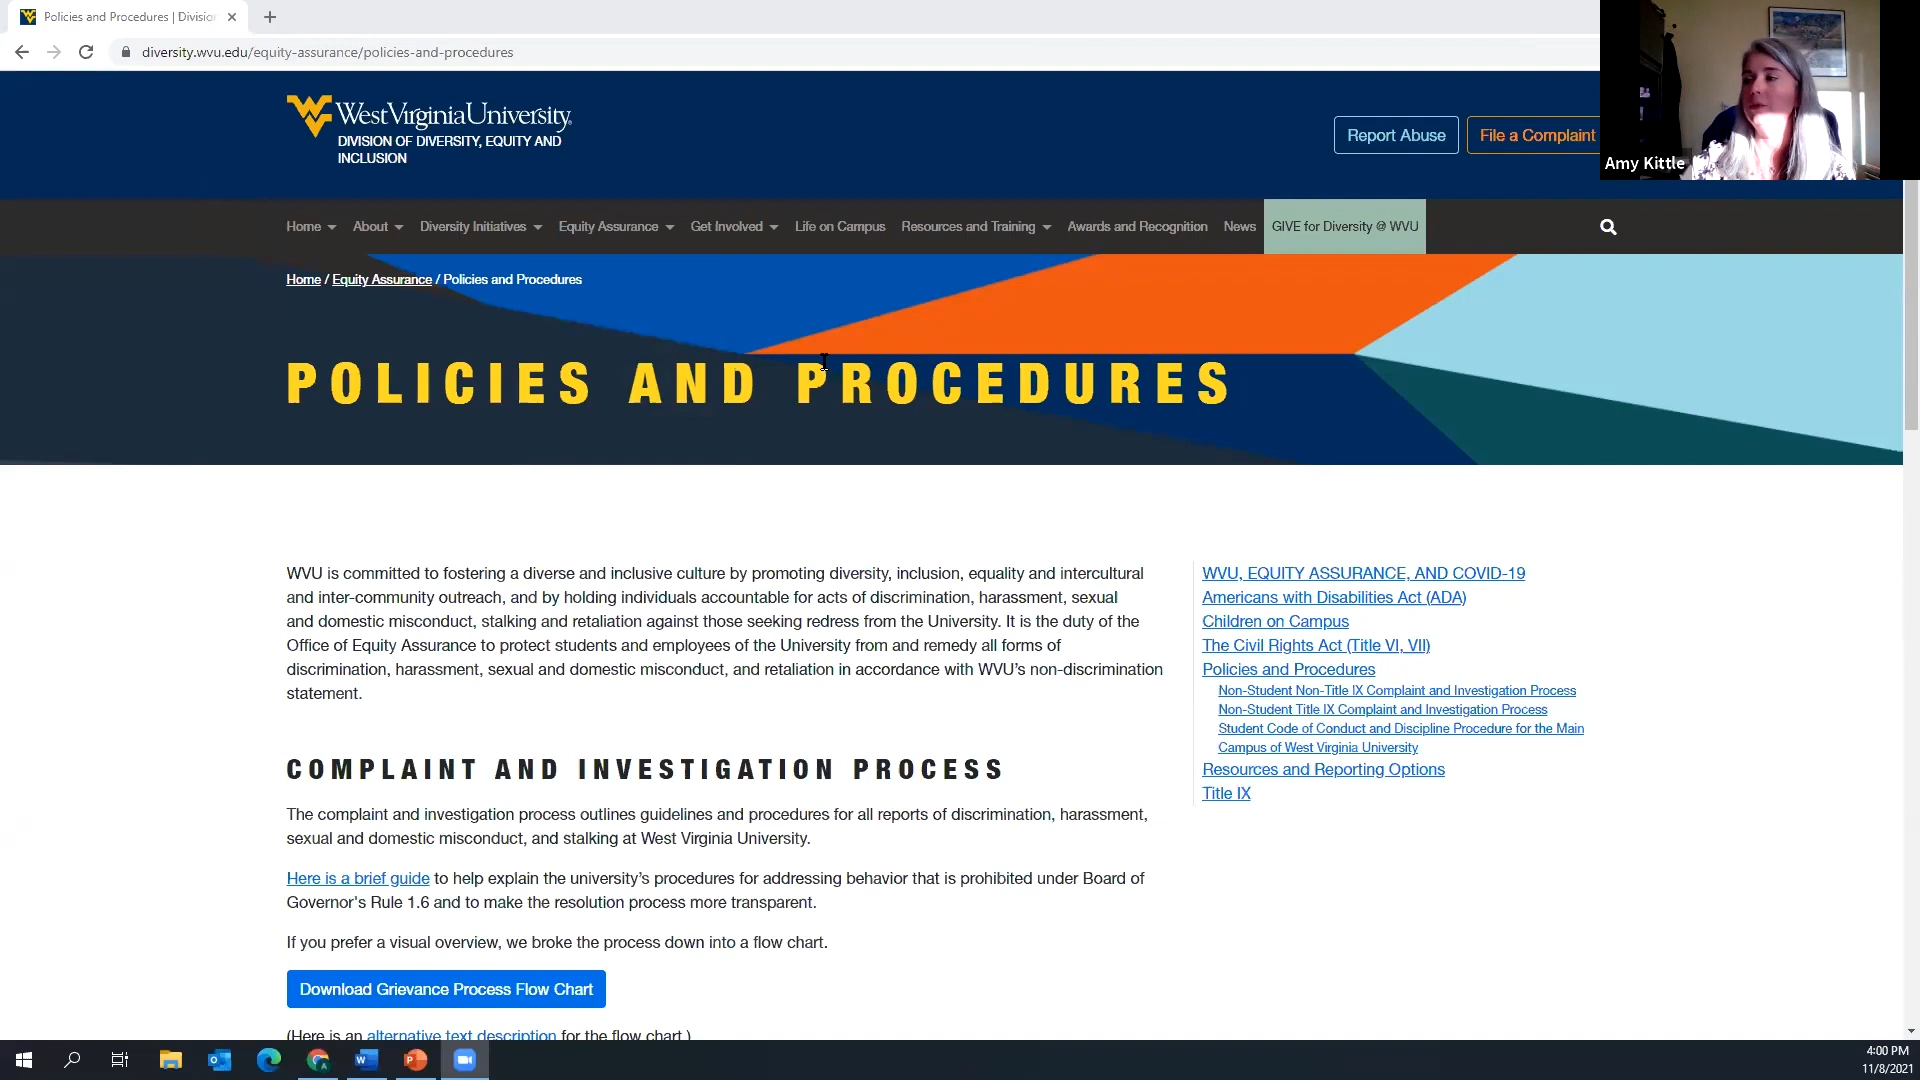 Policies and Procedures | Division
diversity.wvu.edu/equity-assurance/policies-and-procedures
West Virginia University
DIVISION OF DIVERSITY, EQUITY AND
INCLUSION
Report Abuse
File a Complaint
Amy Kittle
Home
About
Diversity Initiatives
Equity Assurance
Get Involved
Life on Campus
Resources and Training
Awards and Recognition
News
GIVE for Diversity @ WVU
Home / Equity Assurance / Policies and Procedures
POLICIES AND PROCEDURES
WVU is committed to fostering a diverse and inclusive culture by promoting diversity, inclusion, equality and intercultural
and inter-community outreach, and by holding individuals accountable for acts of discrimination, harassment, sexual
and domestic misconduct, stalking and retaliation against those seeking redress from the University. It is the duty of the
Office of Equity Assurance to protect students and employees of the University from and remedy all forms of
discrimination, harassment, sexual and domestic misconduct, and retaliation in accordance with WVU’s non-discrimination
statement.
COMPLAINT AND INVESTIGATION PROCESS
The complaint and investigation process outlines guidelines and procedures for all reports of discrimination, harassment,
sexual and domestic misconduct, and stalking at West Virginia University.
Here is a brief guide to help explain the university’s procedures for addressing behavior that is prohibited under Board of
Governor's Rule 1.6 and to make the resolution process more transparent.
If you prefer a visual overview, we broke the process down into a flow chart.
Download Grievance Process Flow Chart
(Here is an alternative text description for the flow chart.)
WVU, EQUITY ASSURANCE, AND COVID-19
Americans with Disabilities Act (ADA)
Children on Campus
The Civil Rights Act (Title VI, VII)
Policies and Procedures
Non-Student Non-Title IX Complaint and Investigation Process
Non-Student Title IX Complaint and Investigation Process
Student Code of Conduct and Discipline Procedure for the Main
Campus of West Virginia University
Resources and Reporting Options
Title IX
4:00 PM
11/8/2021